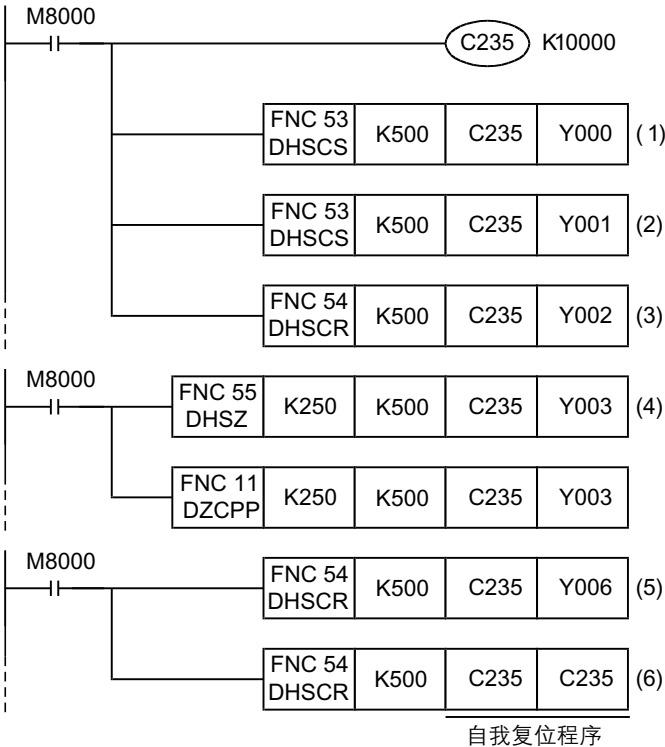 M8000
C235 K10000
FNC 53 DHSCS K500 C235 Y000 (1)
FNC 53 DHSCS K500 C235 Y001 (2)
FNC 54 DHSCR K500 C235 Y002 (3)
M8000
FNC 55 DHSZ K250 K500 C235 Y003 (4)
FNC 11 DZCPP K250 K500 C235 Y003
M8000
FNC 54 DHSCR K500 C235 Y006 (5)
FNC 54 DHSCR K500 C235 C235 (6)
自我复位程序